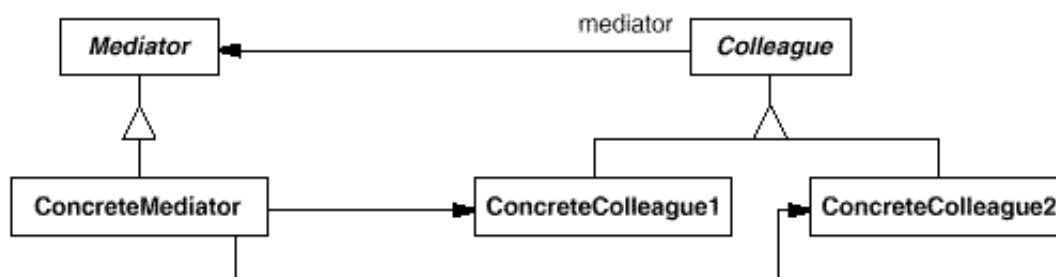 mediator
Mediator
Colleague
ConcreteMediator
ConcreteColleague1
ConcreteColleague2